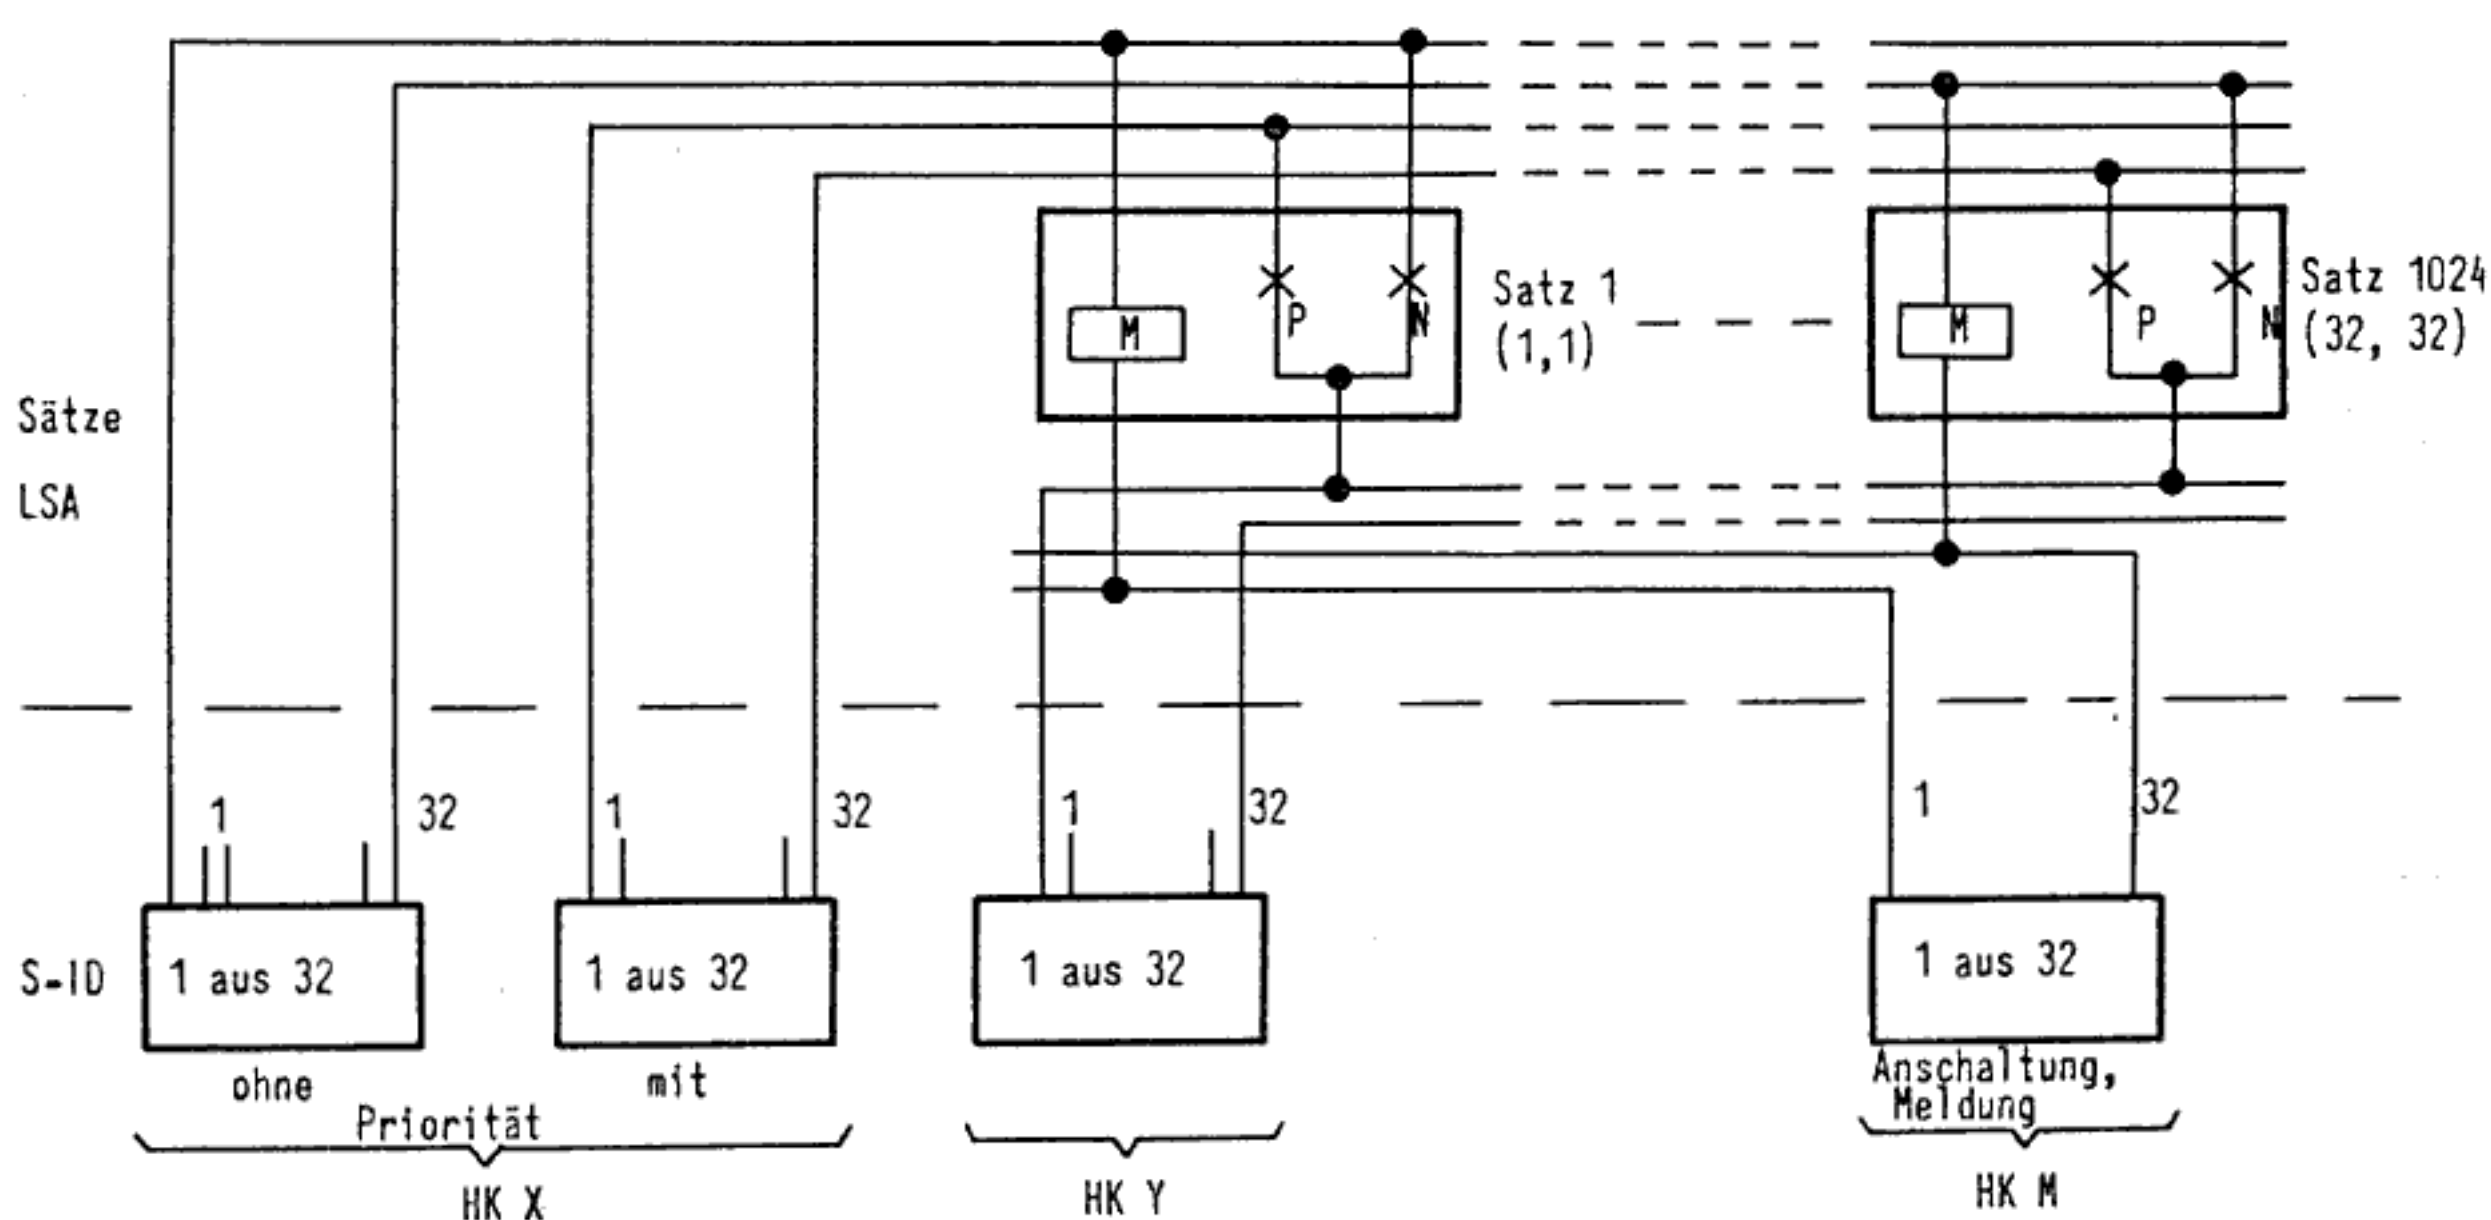 Satz 1
(1,1)
Satz 1024
(32, 32)
M
P
N
M
P
N
Sätze
LSA
1
32
1
32
1
32
1
32
S-ID
1 aus 32
1 aus 32
1 aus 32
1 aus 32
ohne
mit
Priorität
Anschaltung,
Meldung
HK X
HK Y
HK M